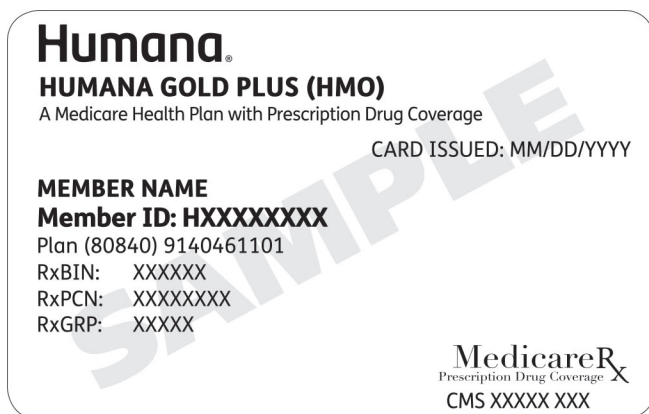 Humana®
HUMANA GOLD PLUS (HMO)
A Medicare Health Plan with Prescription Drug Coverage
CARD ISSUED: MM/DD/YYYY
MEMBER NAME
Member ID: HXXXXXXXX
Plan (80840) 9140461101
RxBIN: XXXXXX
RxPCN: XXXXXXXX
RxGRP: XXXXX
SAMPLE
MedicareRx
Prescription Drug Coverage
CMS XXXXX XXX